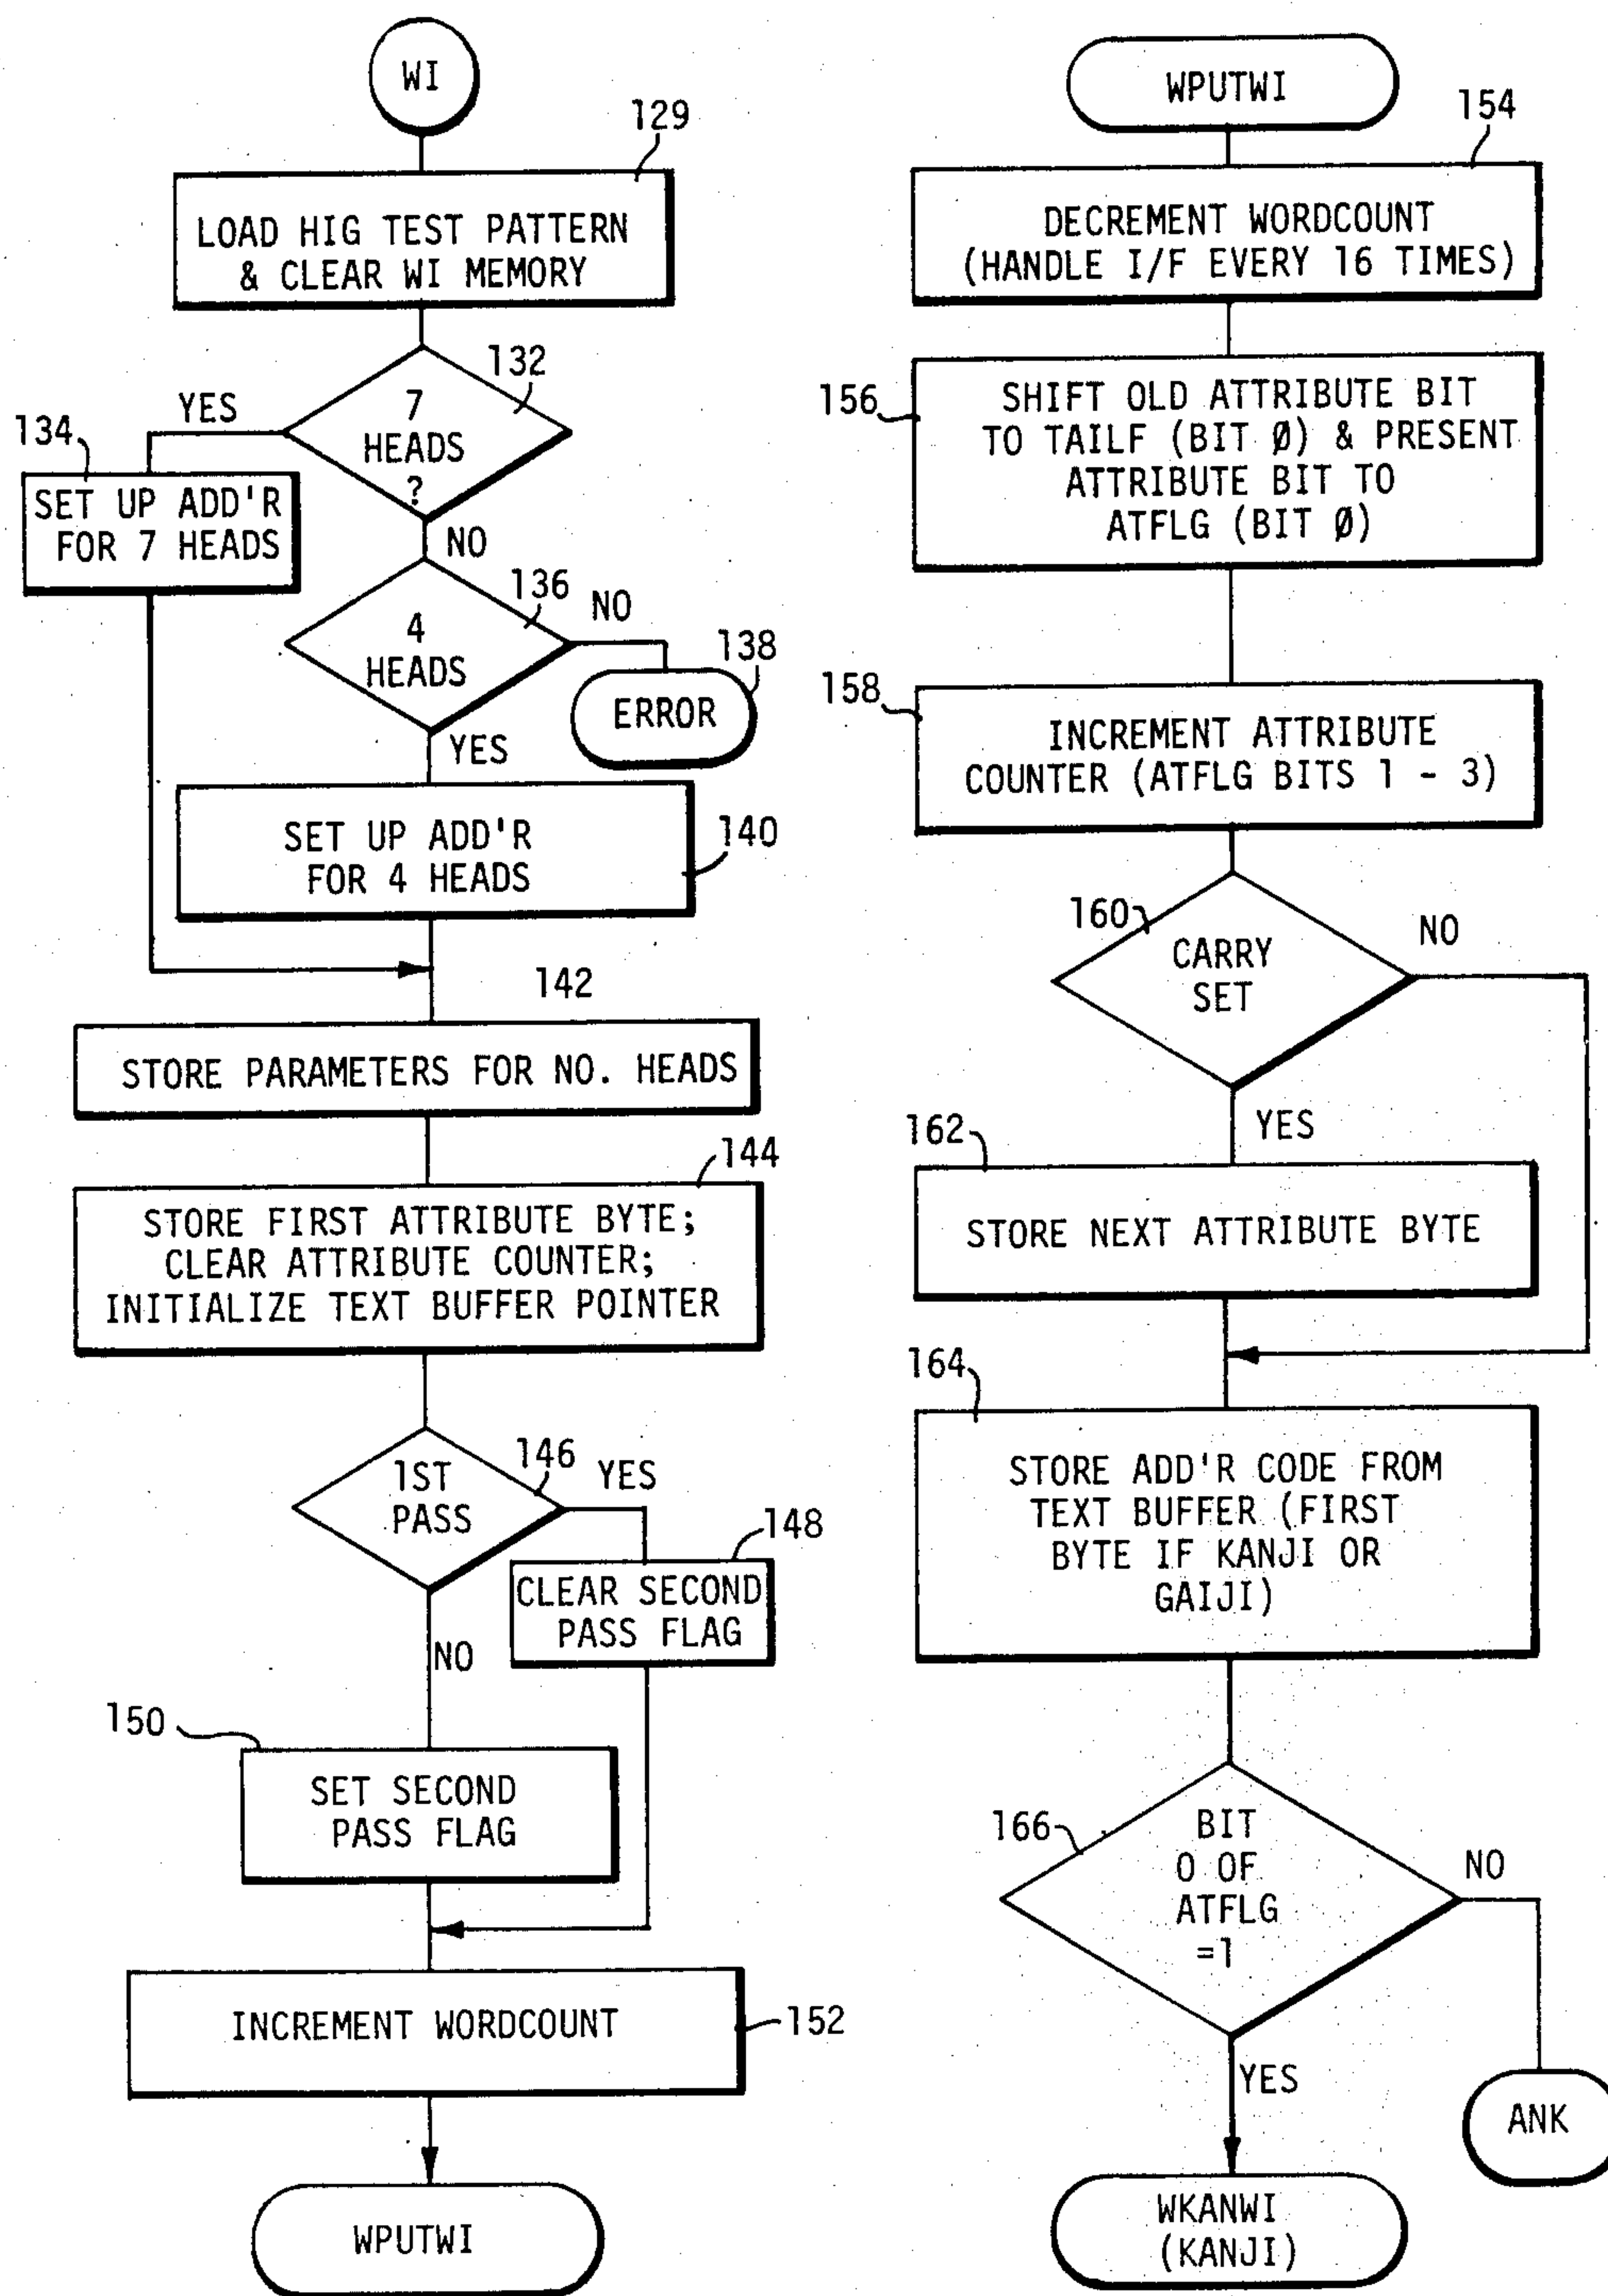 WI
129
LOAD HIG TEST PATTERN
& CLEAR WI MEMORY
132
7
HEADS
?
YES
134
SET UP ADD'R
FOR 7 HEADS
NO
136
4
HEADS
NO
138
ERROR
YES
SET UP ADD'R
FOR 4 HEADS
140
142
STORE PARAMETERS FOR NO. HEADS
144
STORE FIRST ATTRIBUTE BYTE;
CLEAR ATTRIBUTE COUNTER;
INITIALIZE TEXT BUFFER POINTER
146
1ST
PASS
YES
148
CLEAR SECOND
PASS FLAG
NO
150
SET SECOND
PASS FLAG
INCREMENT WORDCOUNT
152
WPUTWI
WPUTWI
154
DECREMENT WORDCOUNT
(HANDLE I/F EVERY 16 TIMES)
156
SHIFT OLD ATTRIBUTE BIT
TO TAILF (BIT Ø) & PRESENT
ATTRIBUTE BIT TO
ATFLG (BIT Ø)
158
INCREMENT ATTRIBUTE
COUNTER (ATFLG BITS 1 - 3)
160
CARRY
SET
NO
YES
162
STORE NEXT ATTRIBUTE BYTE
164
STORE ADD'R CODE FROM
TEXT BUFFER (FIRST
BYTE IF KANJI OR
GAIJI)
166
BIT
0 OF
ATFLG
=1
NO
YES
ANK
WKANWI
(KANJI)